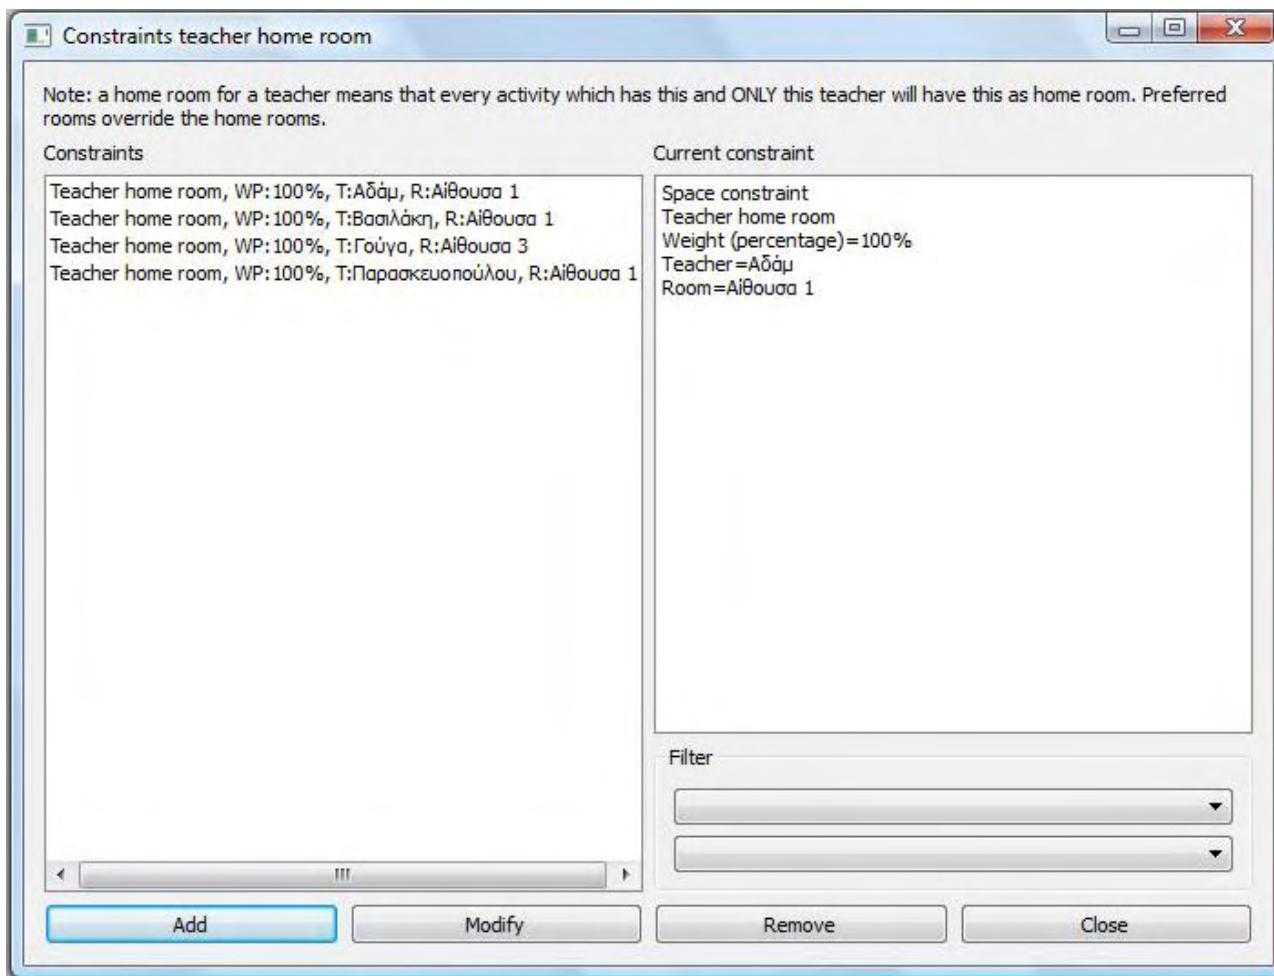 Constraints teacher home room
Note: a home room for a teacher means that every activity which has this and ONLY this teacher will have this as home room. Preferred
rooms override the home rooms.
Constraints
Teacher home room, WP:100%, T:Αδάμ, R:Αίθουσα 1
Teacher home room, WP:100%, T:Βασιλάκη, R:Αίθουσα 1
Teacher home room, WP:100%, T:Γούγα, R:Αίθουσα 3
Teacher home room, WP:100%, T:Παρασκευοπούλου, R:Αίθουσα 1
Current constraint
Space constraint
Teacher home room
Weight (percentage)=100%
Teacher=Αδάμ
Room=Αίθουσα 1
Filter
Add
Modify
Remove
Close